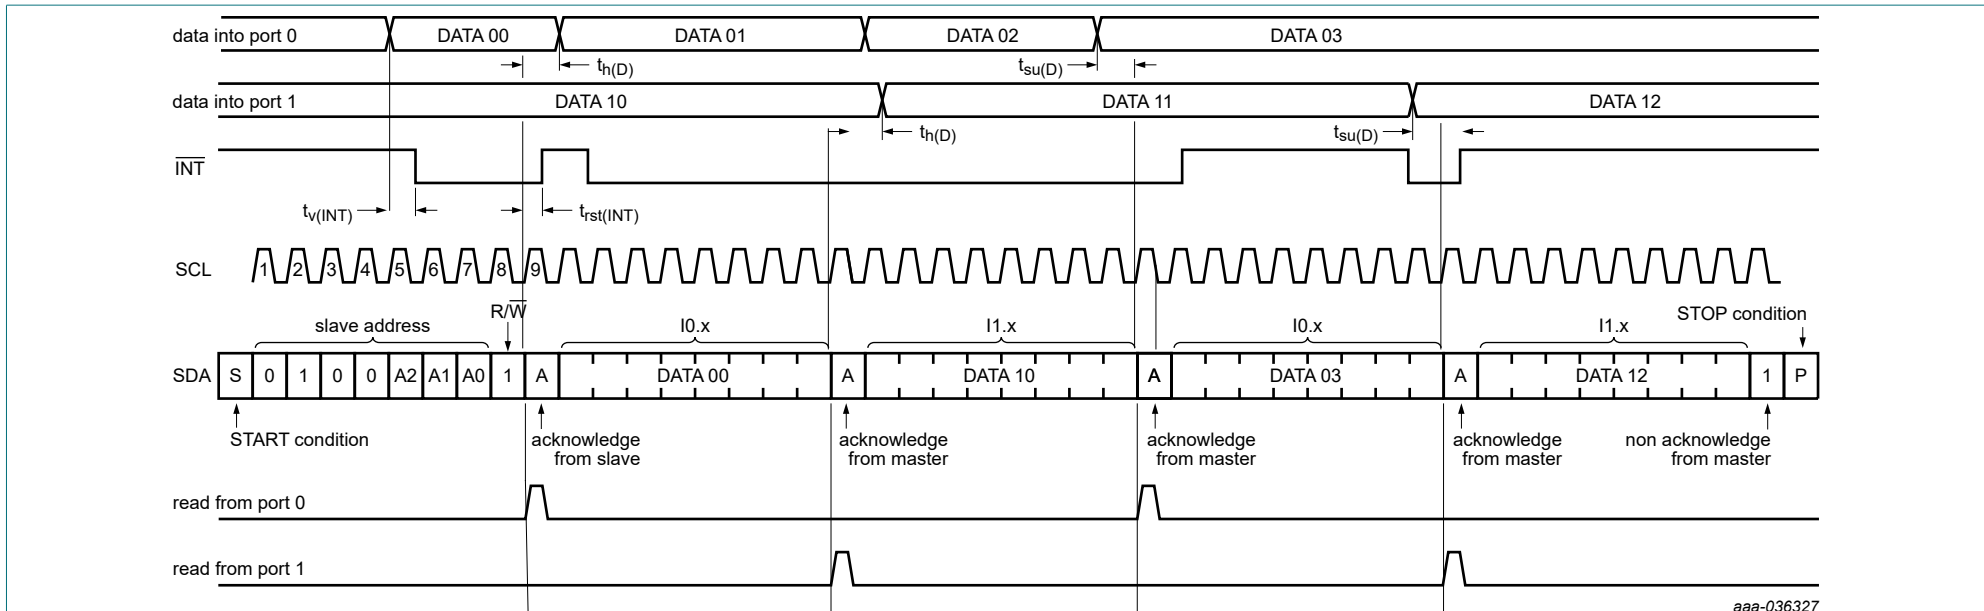 data into port 0 DATA 00 DATA 01 DATA 02 DATA 03
th(D) tsu(D)
data into port 1 DATA 10 DATA 11 DATA 12
th(D) tsu(D)
INT
tv(INT) trst(INT)
SCL 1 2 3 4 5 6 7 8 9
R/W
slave address I0.x I1.x I0.x I1.x STOP condition
SDA S 0 1 0 0 A2 A1 A0 1 A DATA 00 A DATA 10 A DATA 03 A DATA 12 1 P
START condition acknowledge acknowledge acknowledge acknowledge non acknowledge
from slave from master from master from master from master
read from port 0
read from port 1
aaa-036327